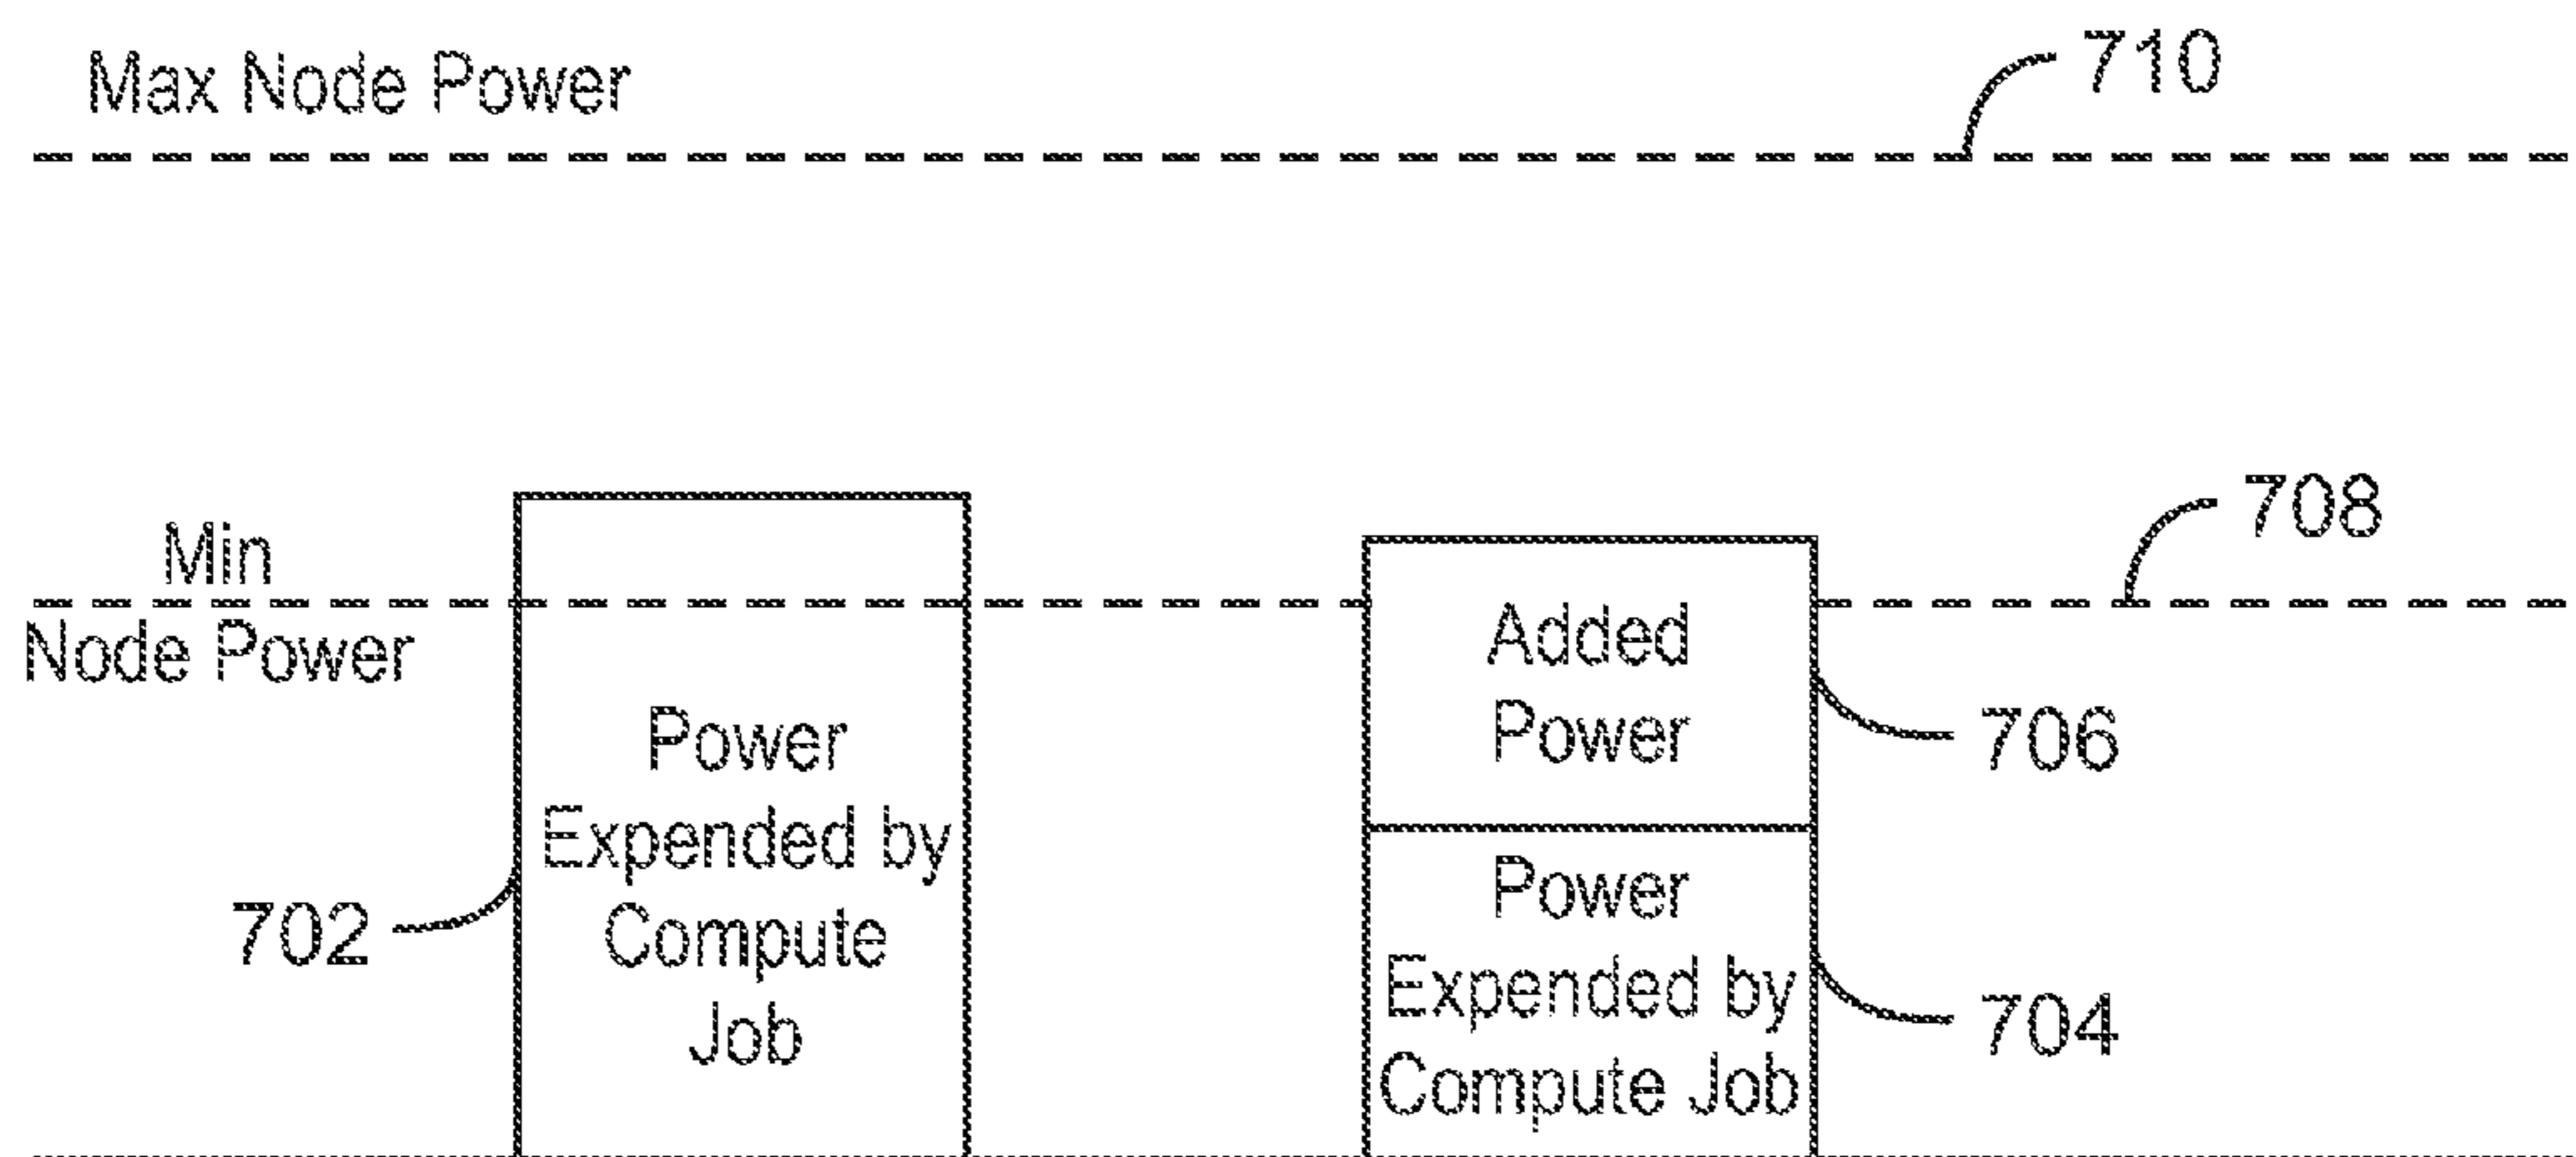 Max Node Power
710
Min
Node Power
708
Power
Expended by
Compute
Job
702
Added
Power
706
Power
Expended by
Compute Job
704